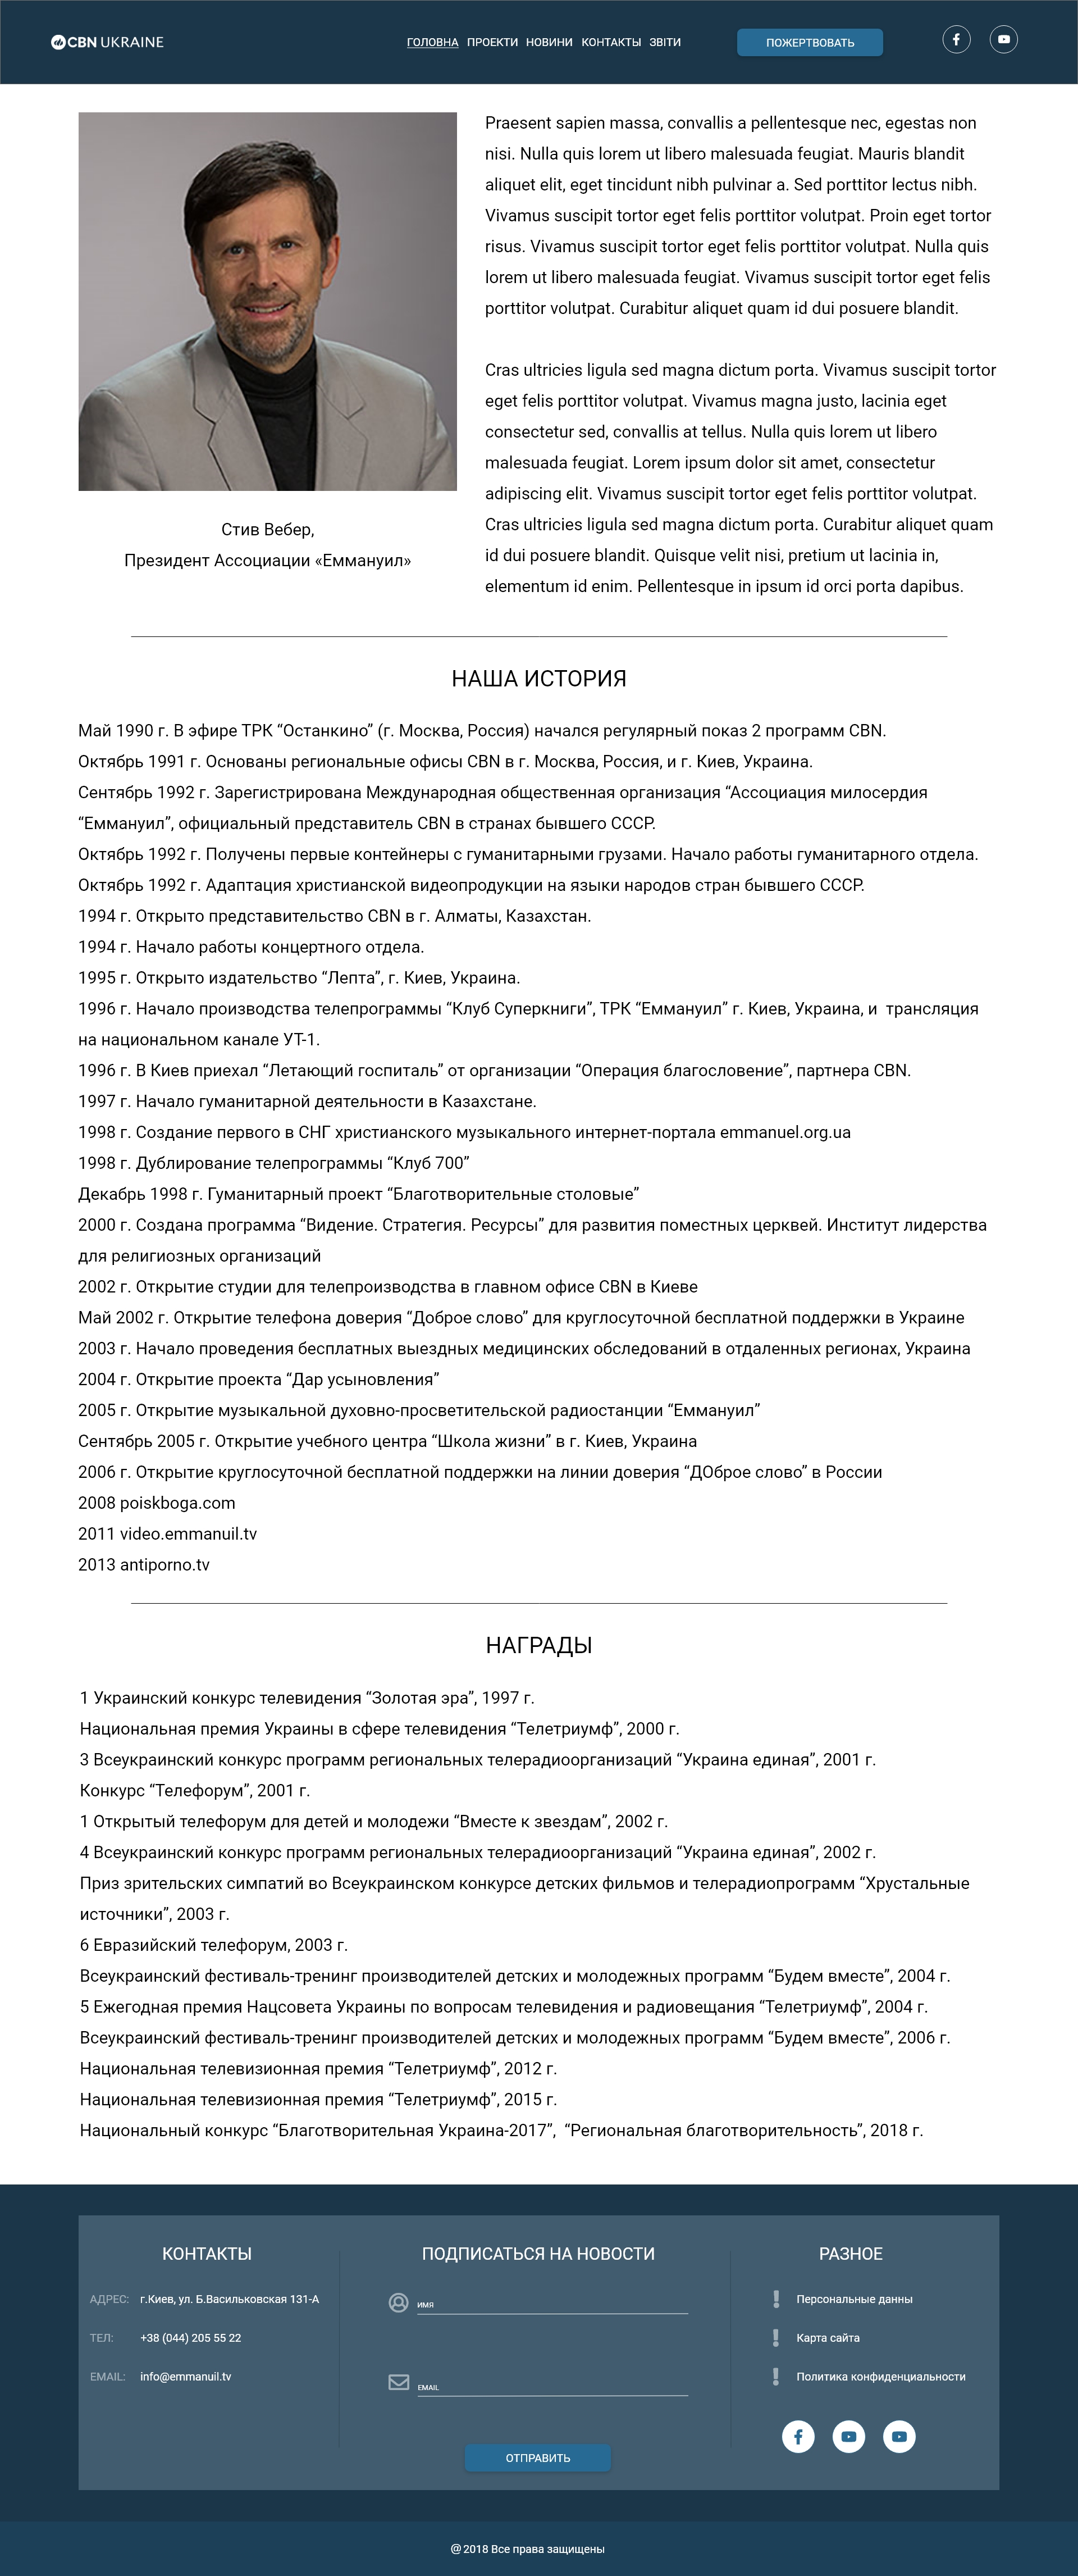 CBN UKRAINE
ГОЛОВНА ПРОЕКТИ НОВИНИ КОНТАКТЫ ЗВІТИ
ПОЖЕРТВОВАТЬ
Praesent sapien massa, convallis a pellentesque nec, egestas non
nisi. Nulla quis lorem ut libero malesuada feugiat. Mauris blandit
aliquet elit, eget tincidunt nibh pulvinar a. Sed porttitor lectus nibh.
Vivamus suscipit tortor eget felis porttitor volutpat. Proin eget tortor
risus. Vivamus suscipit tortor eget felis porttitor volutpat. Nulla quis
lorem ut libero malesuada feugiat. Vivamus suscipit tortor eget felis
porttitor volutpat. Curabitur aliquet quam id dui posuere blandit.
Cras ultricies ligula sed magna dictum porta. Vivamus suscipit tortor
eget felis porttitor volutpat. Vivamus magna justo, lacinia eget
consectetur sed, convallis at tellus. Nulla quis lorem ut libero
malesuada feugiat. Lorem ipsum dolor sit amet, consectetur
adipiscing elit. Vivamus suscipit tortor eget felis porttitor volutpat.
Cras ultricies ligula sed magna dictum porta. Curabitur aliquet quam
id dui posuere blandit. Quisque velit nisi, pretium ut lacinia in,
elementum id enim. Pellentesque in ipsum id orci porta dapibus.
Стив Вебер,
Президент Ассоциации «Еммануил»
НАША ИСТОРИЯ
Май 1990 г. В эфире ТРК “Останкино” (г. Москва, Россия) начался регулярный показ 2 программ CBN.
Октябрь 1991 г. Основаны региональные офисы CBN в г. Москва, Россия, и г. Киев, Украина.
Сентябрь 1992 г. Зарегистрирована Международная общественная организация “Ассоциация милосердия
“Еммануил”, официальный представитель CBN в странах бывшего СССР.
Октябрь 1992 г. Получены первые контейнеры с гуманитарными грузами. Начало работы гуманитарного отдела.
Октябрь 1992 г. Адаптация христианской видеопродукции на языки народов стран бывшего СССР.
1994 г. Открыто представительство CBN в г. Алматы, Казахстан.
1994 г. Начало работы концертного отдела.
1995 г. Открыто издательство “Лепта”, г. Киев, Украина.
1996 г. Начало производства телепрограммы “Клуб Суперкниги”, ТРК “Еммануил” г. Киев, Украина, и  трансляция
на национальном канале УТ-1.
1996 г. В Киев приехал “Летающий госпиталь” от организации “Операция благословение”, партнера CBN.
1997 г. Начало гуманитарной деятельности в Казахстане.
1998 г. Создание первого в СНГ христианского музыкального интернет-портала emmanuel.org.ua
1998 г. Дублирование телепрограммы “Клуб 700”
Декабрь 1998 г. Гуманитарный проект “Благотворительные столовые”
2000 г. Создана программа “Видение. Стратегия. Ресурсы” для развития поместных церквей. Институт лидерства
для религиозных организаций
2002 г. Открытие студии для телепроизводства в главном офисе CBN в Киеве
Май 2002 г. Открытие телефона доверия “Доброе слово” для круглосуточной бесплатной поддержки в Украине
2003 г. Начало проведения бесплатных выездных медицинских обследований в отдаленных регионах, Украина
2004 г. Открытие проекта “Дар усыновления”
2005 г. Открытие музыкальной духовно-просветительской радиостанции “Еммануил”
Сентябрь 2005 г. Открытие учебного центра “Школа жизни” в г. Киев, Украина
2006 г. Открытие круглосуточной бесплатной поддержки на линии доверия “ДОброе слово” в России
2008 poiskboga.com
2011 video.emmanuil.tv
2013 antiporno.tv
НАГРАДЫ
1 Украинский конкурс телевидения “Золотая эра”, 1997 г.
Национальная премия Украины в сфере телевидения “Телетриумф”, 2000 г.
3 Всеукраинский конкурс программ региональных телерадиоорганизаций “Украина единая”, 2001 г.
Конкурс “Телефорум”, 2001 г.
1 Открытый телефорум для детей и молодежи “Вместе к звездам”, 2002 г.
4 Всеукраинский конкурс программ региональных телерадиоорганизаций “Украина единая”, 2002 г.
Приз зрительских симпатий во Всеукраинском конкурсе детских фильмов и телерадиопрограмм “Хрустальные
источники”, 2003 г.
6 Евразийский телефорум, 2003 г.
Всеукраинский фестиваль-тренинг производителей детских и молодежных программ “Будем вместе”, 2004 г.
5 Ежегодная премия Нацсовета Украины по вопросам телевидения и радиовещания “Телетриумф”, 2004 г.
Всеукраинский фестиваль-тренинг производителей детских и молодежных программ “Будем вместе”, 2006 г.
Национальная телевизионная премия “Телетриумф”, 2012 г.
Национальная телевизионная премия “Телетриумф”, 2015 г.
Национальный конкурс “Благотворительная Украина-2017”,  “Региональная благотворительность”, 2018 г.
КОНТАКТЫ
АДРЕС: г.Киев, ул. Б.Васильковская 131-А
ТЕЛ: +38 (044) 205 55 22
EMAIL: info@emmanuil.tv
ПОДПИСАТЬСЯ НА НОВОСТИ
ИМЯ
EMAIL
ОТПРАВИТЬ
РАЗНОЕ
Персональные данны
Карта сайта
Политика конфиденциальности
@ 2018 Все права защищены